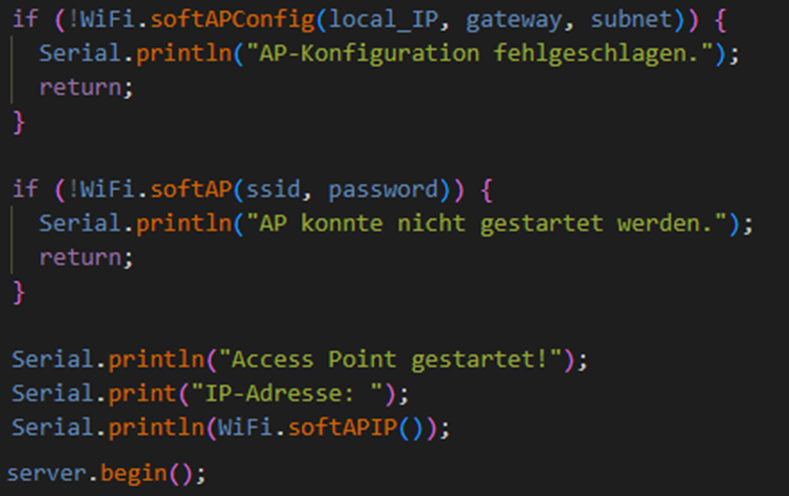 if (!WiFi.softAPConfig(local_IP, gateway, subnet)) {
  Serial.println("AP-Konfiguration fehlgeschlagen.");
  return;
}

if (!WiFi.softAP(ssid, password)) {
  Serial.println("AP konnte nicht gestartet werden.");
  return;
}

Serial.println("Access Point gestartet!");
Serial.print("IP-Adresse: ");
Serial.println(WiFi.softAPIP());
server.begin();